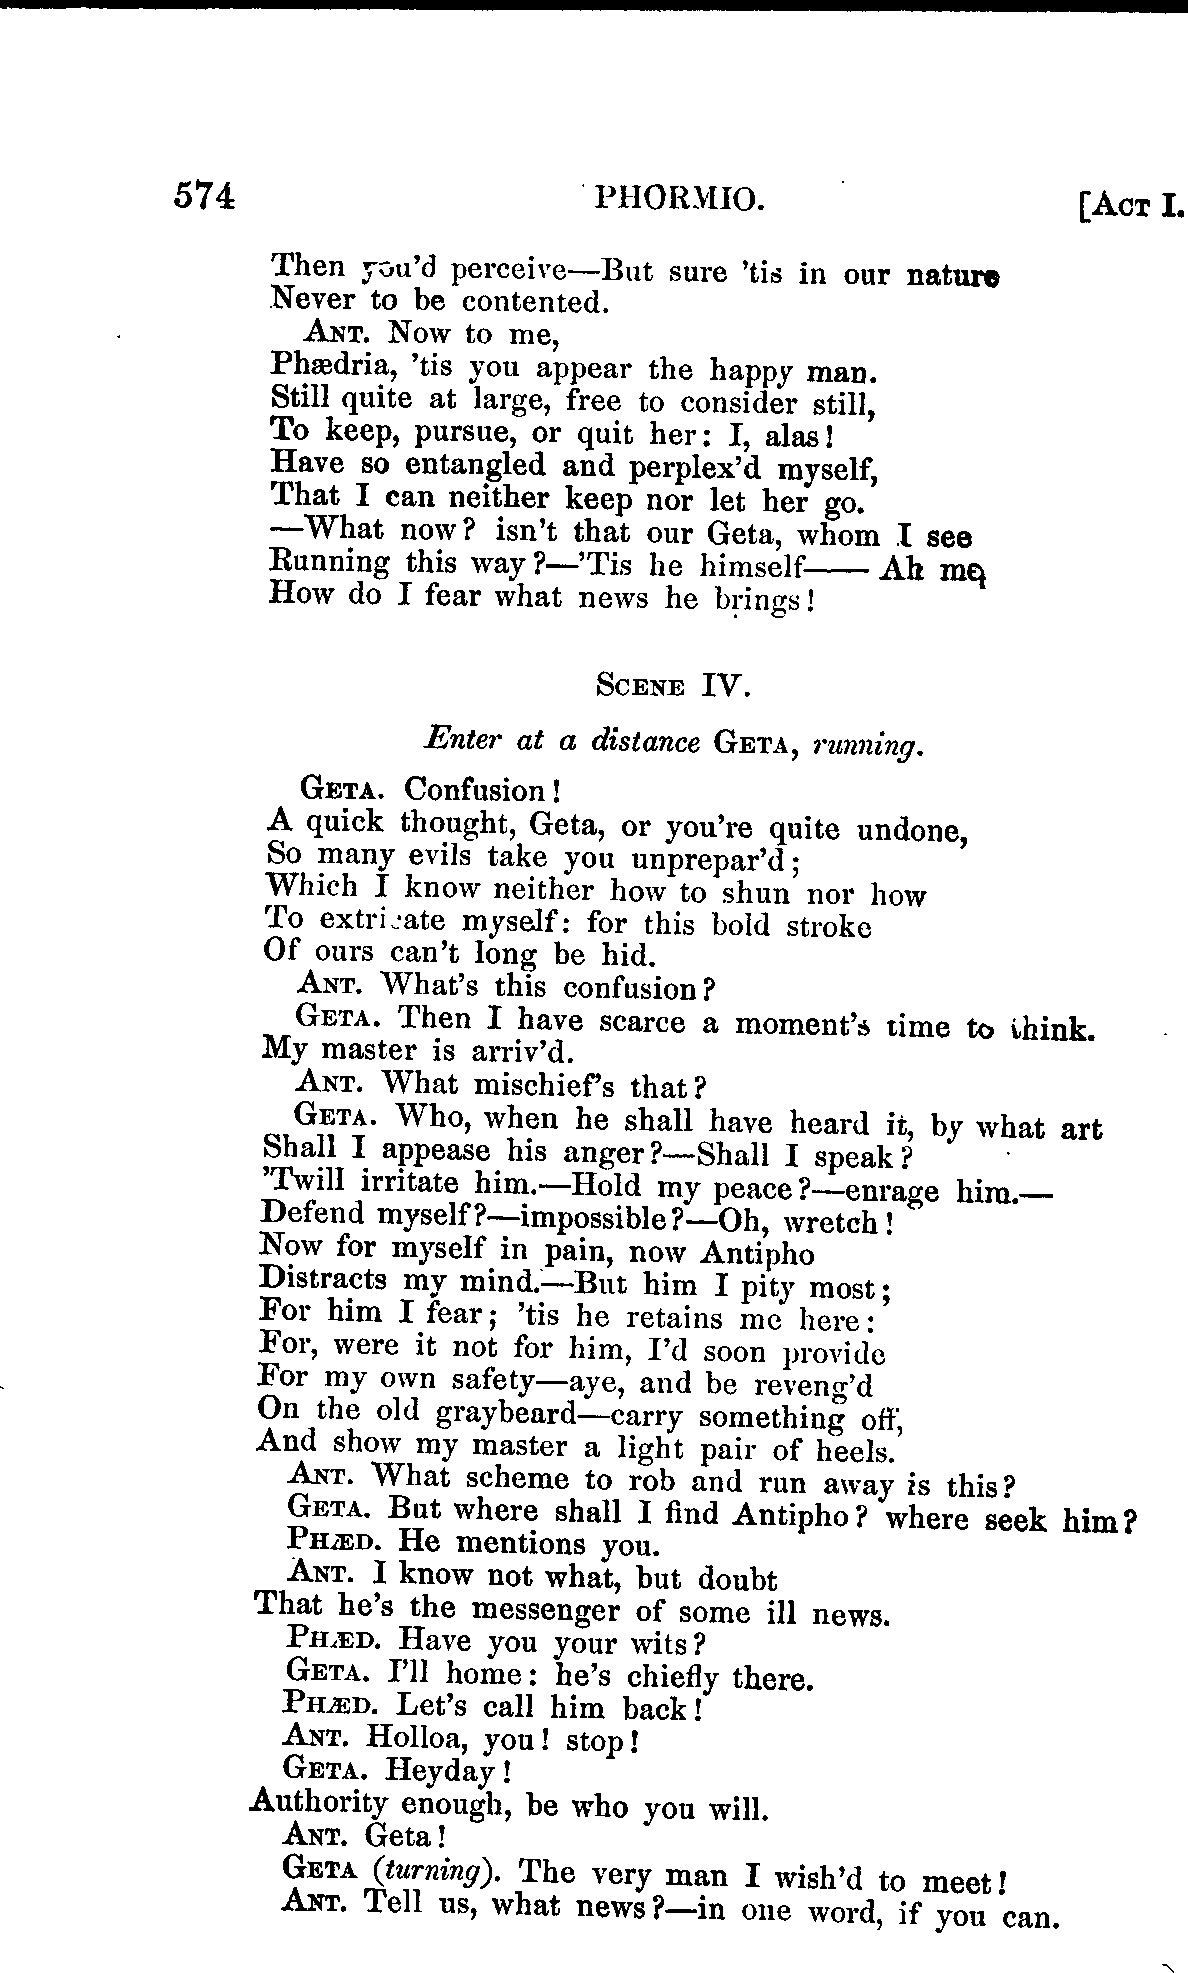 574 PHORMIO. [ACT I.
Then you'd perceive—But sure 'tis in our nature
Never to be contented.
ANT. Now to me,
Phædria, 'tis you appear the happy man.
Still quite at large, free to consider still,
To keep, pursue, or quit her: I, alas!
Have so entangled and perplex'd myself,
That I can neither keep nor let her go.
—What now? isn't that our Geta, whom I see
Running this way?—'Tis he himself—— Ah me,
How do I fear what news he brings!
SCENE IV.
Enter at a distance GETA, running.
GETA. Confusion!
A quick thought, Geta, or you're quite undone,
So many evils take you unprepar'd;
Which I know neither how to shun nor how
To extricate myself: for this bold stroke
Of ours can't long be hid.
ANT. What's this confusion?
GETA. Then I have scarce a moment's time to think.
My master is arriv'd.
ANT. What mischief's that?
GETA. Who, when he shall have heard it, by what art
Shall I appease his anger?—Shall I speak?
'Twill irritate him.—Hold my peace?—enrage him.—
Defend myself?—impossible?—Oh, wretch!
Now for myself in pain, now Antipho
Distracts my mind.—But him I pity most;
For him I fear; 'tis he retains me here:
For, were it not for him, I'd soon provide
For my own safety—aye, and be reveng'd
On the old graybeard—carry something off,
And show my master a light pair of heels.
ANT. What scheme to rob and run away is this?
GETA. But where shall I find Antipho? where seek him?
PHÆD. He mentions you.
ANT. I know not what, but doubt
That he's the messenger of some ill news.
PHÆD. Have you your wits?
GETA. I'll home: he's chiefly there.
PHÆD. Let's call him back!
ANT. Holloa, you! stop!
GETA. Heyday!
Authority enough, be who you will.
ANT. Geta!
GETA (turning). The very man I wish'd to meet!
ANT. Tell us, what news?—in one word, if you can.